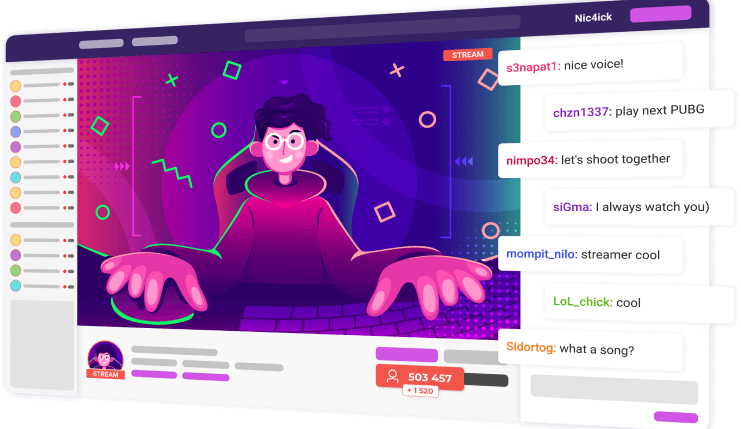 Nic4ick
STREAM
s3napat1: nice voice!
chzn1337: play next PUBG
nimpo34: let's shoot together
siGma: I always watch you)
mompit_nilo: streamer cool
LoL_chick: cool
Sidortog: what a song?
STREAM
503 457
+ 1 520